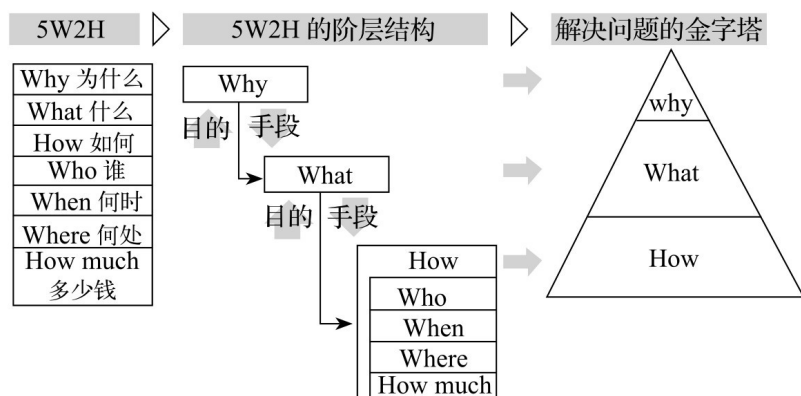 5W2H
5W2H 的阶层结构
解决问题的金字塔
Why 为什么
What 什么
How 如何
Who 谁
When 何时
Where 何处
How much
多少钱
Why
目的 手段
What
目的 手段
How
Who
When
Where
How much
why
What
How